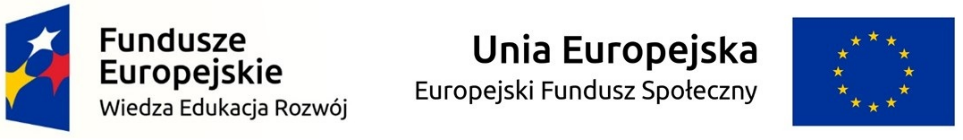 Fundusze
Europejskie
Wiedza Edukacja Rozwój
Unia Europejska
Europejski Fundusz Społeczny